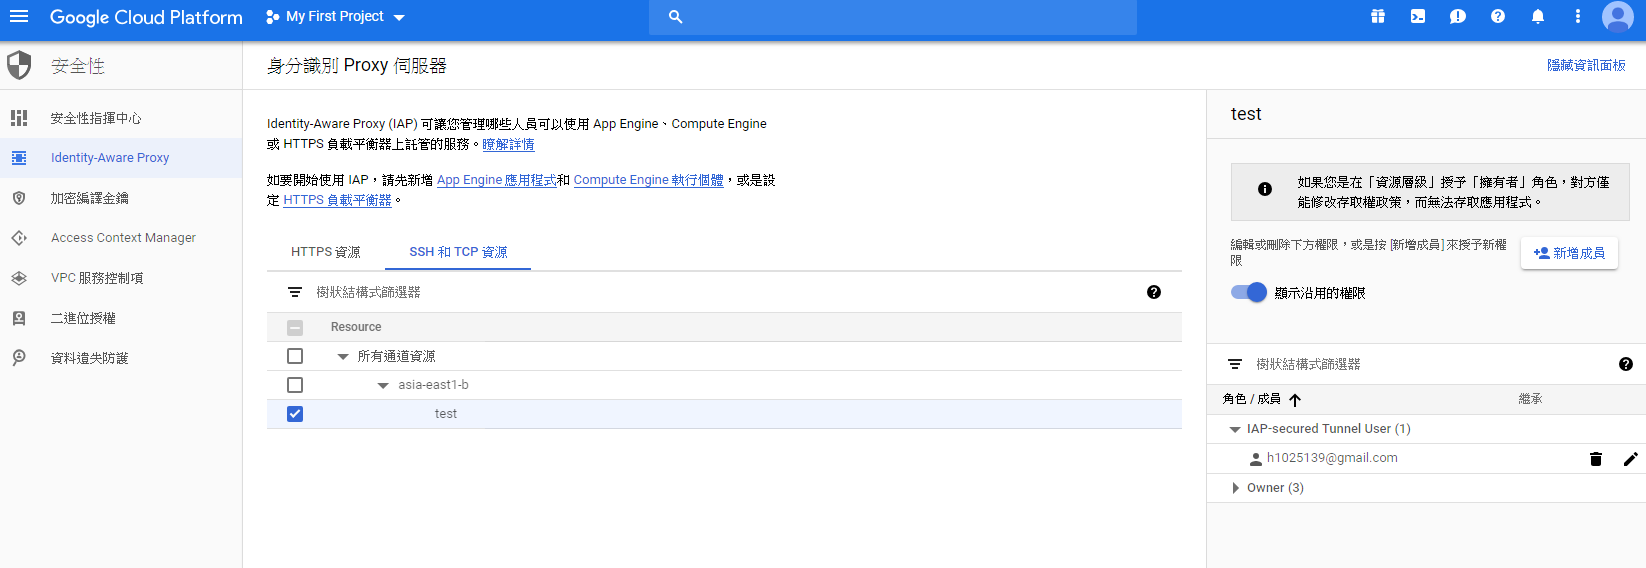 Google Cloud Platform
My First Project
安全性
身分識別 Proxy 伺服器
隱藏資訊面板
安全性指揮中心
Identity-Aware Proxy
加密編譯金鑰
Access Context Manager
VPC 服務控制項
二進位授權
資料遺失防護
Identity-Aware Proxy (IAP) 可讓您管理哪些人員可以使用 App Engine、Compute Engine
或 HTTPS 負載平衡器上託管的服務。瞭解詳情
如要開始使用 IAP，請先新增 App Engine 應用程式和 Compute Engine 執行個體，或是設
定 HTTPS 負載平衡器。
HTTPS 資源
SSH 和 TCP 資源
樹狀結構式篩選器
Resource
所有通道資源
asia-east1-b
test
test
如果您是在「資源層級」授予「擁有者」角色，對方僅
能修改存取權政策，而無法存取應用程式。
編輯或刪除下方權限，或是按 [新增成員] 來授予新權
限
新增成員
顯示沿用的權限
樹狀結構式篩選器
角色 / 成員
繼承
IAP-secured Tunnel User (1)
h1025139@gmail.com
Owner (3)